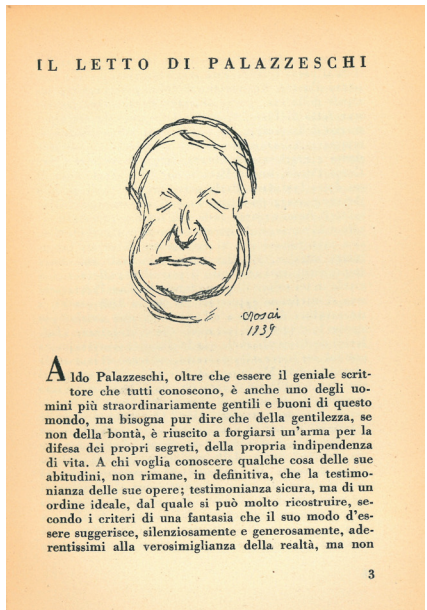 IL LETTO DI PALAZZESCHI
Rosai
1939
Aldo Palazzeschi, oltre che essere il geniale scrit-
tore che tutti conoscono, è anche uno degli uo-
mini più straordinariamente gentili e buoni di questo
mondo, ma bisogna pur dire che della gentilezza, se
non della bontà, è riuscito a forgiarsi un'arma per la
difesa dei propri segreti, della propria indipendenza
di vita. A chi voglia conoscere qualche cosa delle sue
abitudini, non rimane, in definitiva, che la testimo-
nianza delle sue opere; testimonianza sicura, ma di un
ordine ideale, dal quale si può molto ricostruire, se-
condo i criteri di una fantasia che il suo modo d'es-
sere suggerisce, silenziosamente e generosamente, ade-
rentissimi alla verosimiglianza della realtà, ma non
3